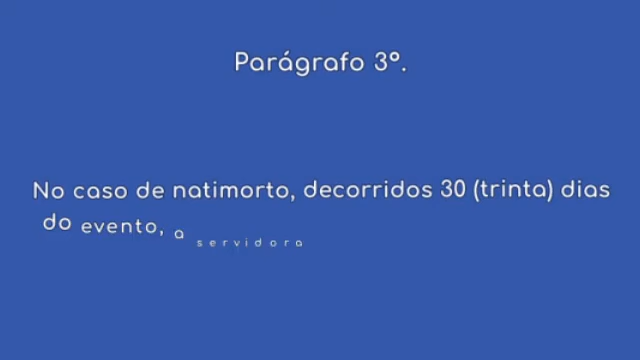 Parágrafo 3º.
No caso de natimorto, decorridos 30 (trinta) dias
do evento, a servidora